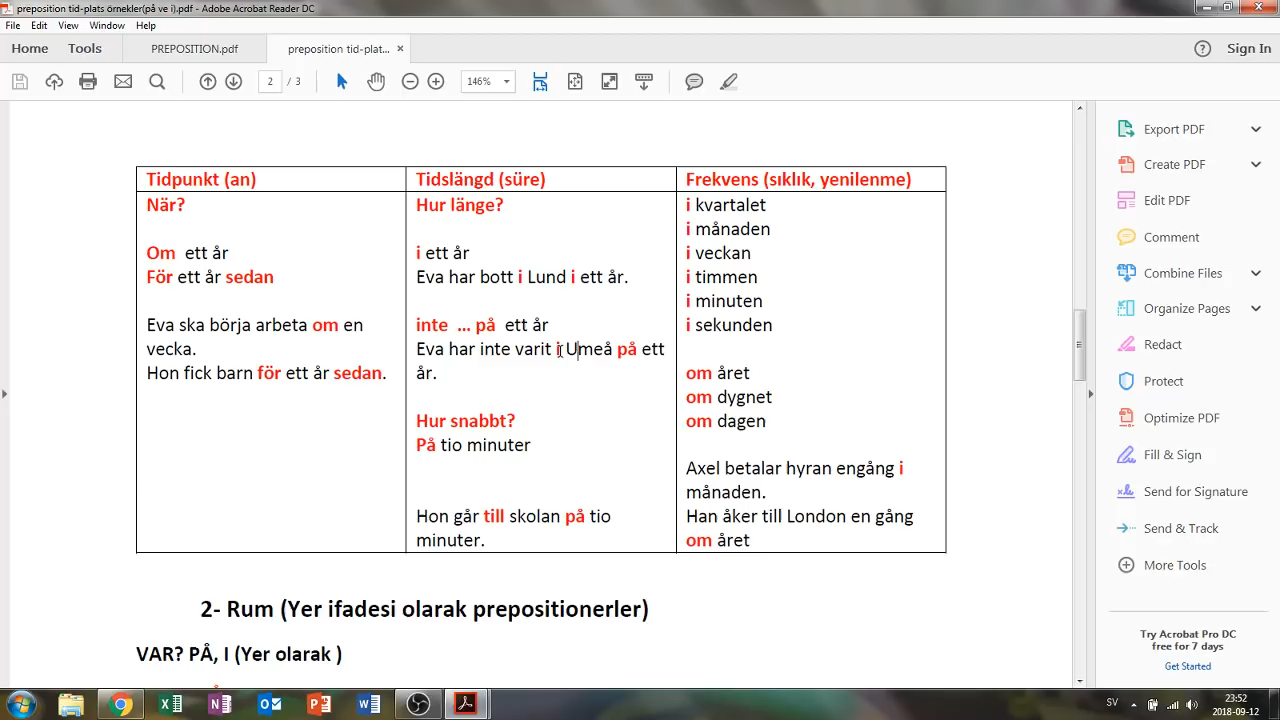 preposition tid-plats örnekler(på ve i).pdf - Adobe Acrobat Reader DC
File Edit View Window Help
Home Tools PREPOSITION.pdf preposition tid-plat... × Sign In
2 / 3 146%
Tidpunkt (an)
När?
Om ett år
För ett år sedan
Eva ska börja arbeta om en
vecka.
Hon fick barn för ett år sedan.
Tidslängd (süre)
Hur länge?
i ett år
Eva har bott i Lund i ett år.
inte ... på ett år
Eva har inte varit i Umeå på ett
år.
Hur snabbt?
På tio minuter
Hon går till skolan på tio
minuter.
Frekvens (sıklık, yenilenme)
i kvartalet
i månaden
i veckan
i timmen
i minuten
i sekunden
om året
om dygnet
om dagen
Axel betalar hyran engång i
månaden.
Han åker till London en gång
om året
2- Rum (Yer ifadesi olarak prepositionerler)
VAR? PÅ, I (Yer olarak )
Export PDF
Create PDF
Edit PDF
Comment
Combine Files
Organize Pages
Redact
Protect
Optimize PDF
Fill & Sign
Send for Signature
Send & Track
More Tools
Try Acrobat Pro DC
free for 7 days
Get Started
SV 23:52
2018-09-12